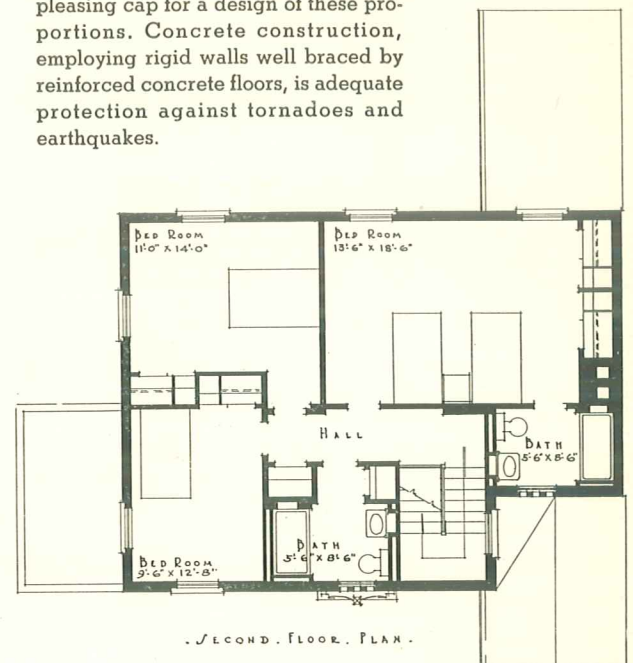 pleasing cap for a design of these pro-
portions. Concrete construction,
employing rigid walls well braced by
reinforced concrete floors, is adequate
protection against tornadoes and
earthquakes.
BED ROOM
11'-0" X 14'-0"
BED ROOM
13'-6" X 18'-6"
HALL
BATH
5'-6"X 8'-6"
BATH
5'-6"X 8'-6"
BED ROOM
9'-6" X 12'-8"
. SECOND . FLOOR . PLAN .